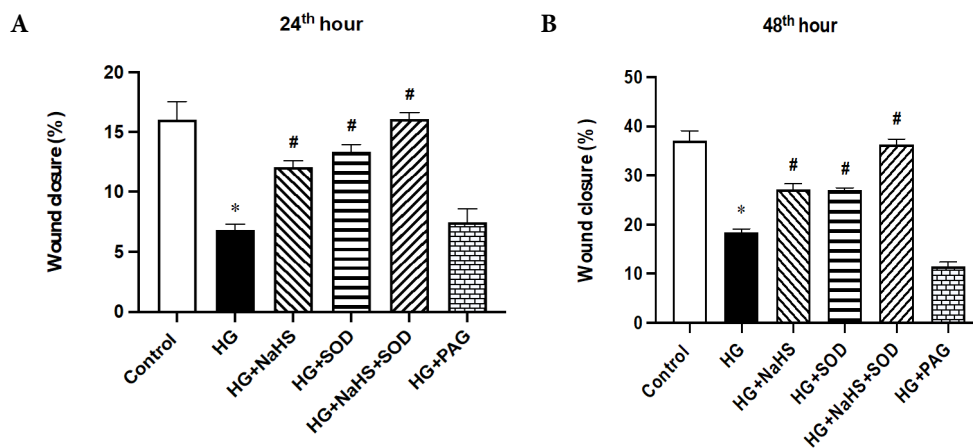 A
24th hour
Wound closure (%)
20
15
10
5
0
*
#
#
#
Control
HG
HG+NaHS
HG+SOD
HG+NaHS+SOD
HG+PAG
B
48th hour
Wound closure (%)
50
40
30
20
10
0
*
#
#
#
Control
HG
HG+NaHS
HG+SOD
HG+NaHS+SOD
HG+PAG